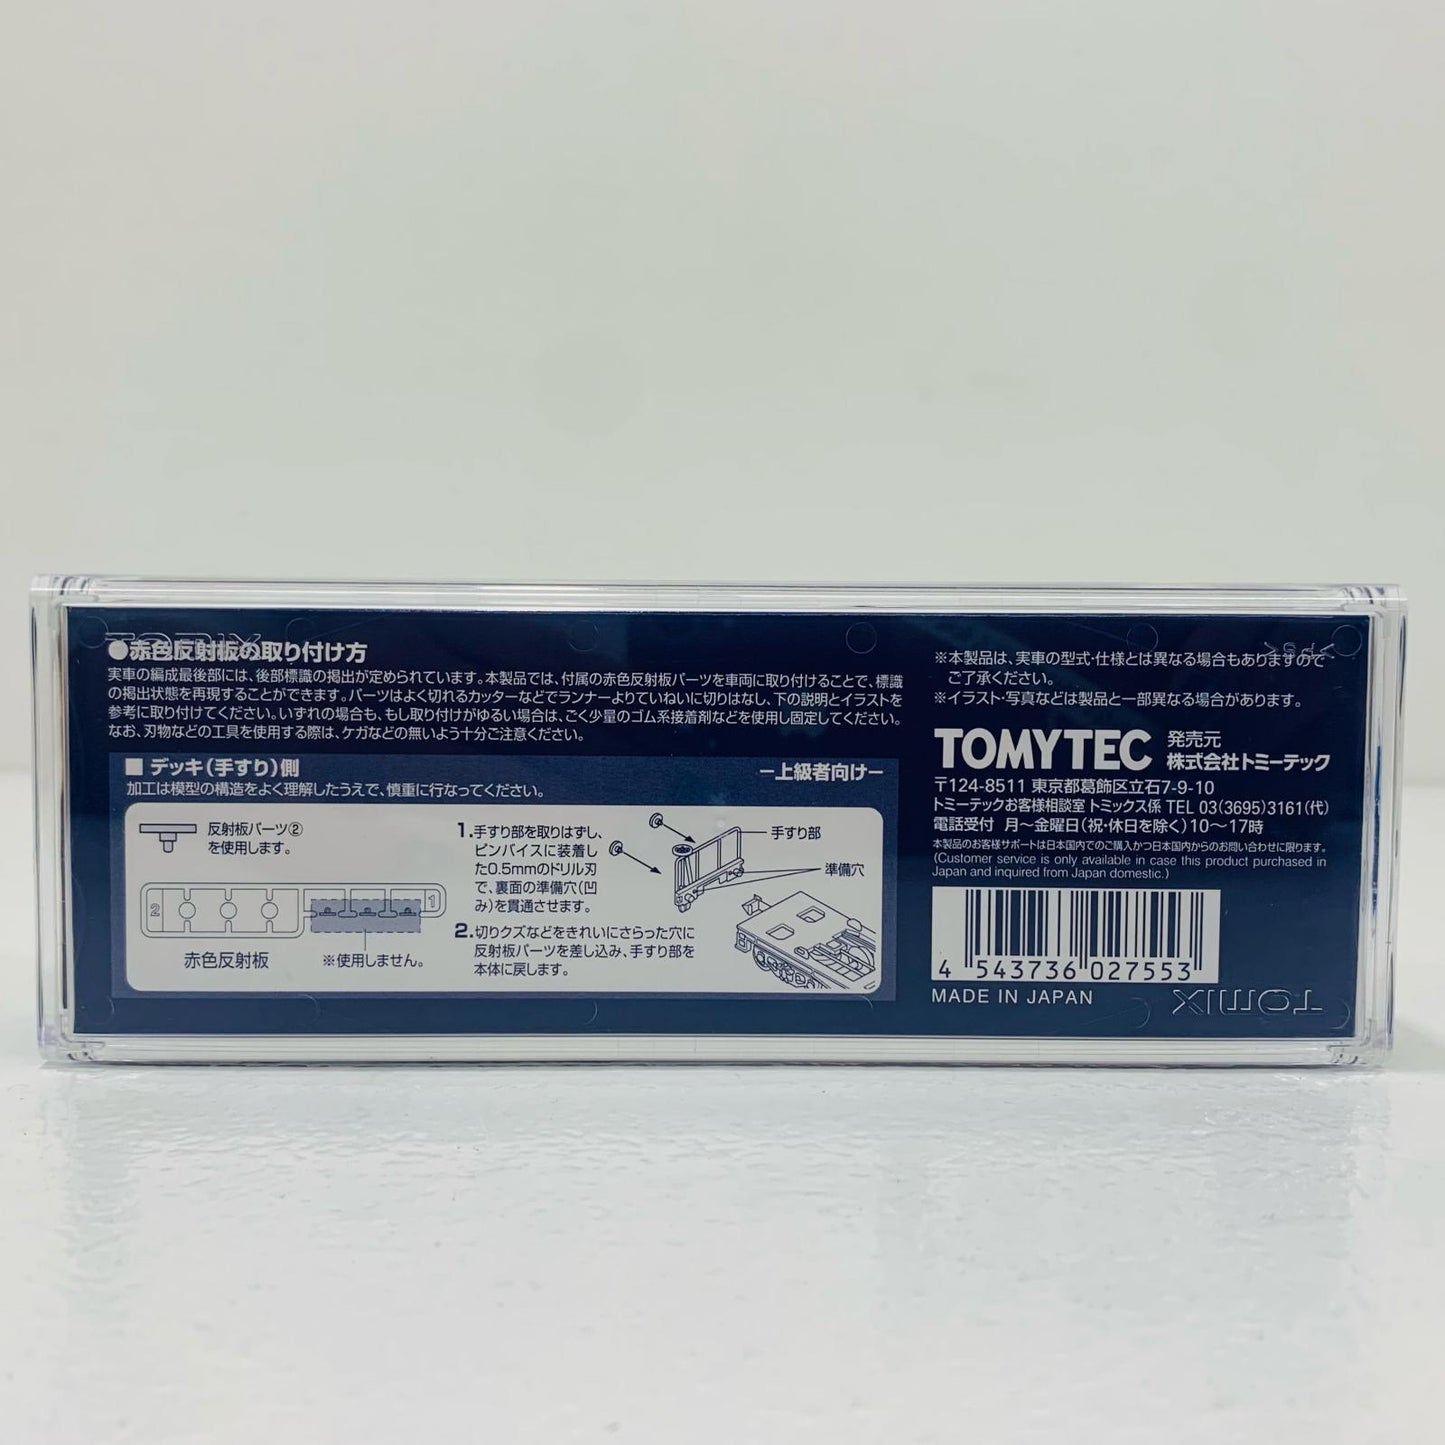 TOMIX
●赤色反射板の取り付け方
実車の編成最後部には、後部標識の掲出が定められています。本製品では、付属の赤色反射板パーツを車両に取り付けることで、標識
の掲出状態を再現することができます。パーツはよく切れるカッターなどでランナーよりていねいに切りはなし、下の説明とイラストを
参考に取り付けてください。いずれの場合も、もし取り付けがゆるい場合は、ごく少量のゴム系接着剤などを使用し固定してください。
なお、刃物などの工具を使用する際は、ケガなどの無いよう十分ご注意ください。
■ デッキ(手すり)側
ー上級者向けー
加工は模型の構造をよく理解したうえで、慎重に行なってください。
反射板パーツ②
を使用します。
2
1
赤色反射板
※使用しません。
1.手すり部を取りはずし、
ピンバイスに装着し
た0.5mmのドリル刃
で、裏面の準備穴(凹
み)を貫通させます。
2.切りクズなどをきれいにさらった穴に
反射板パーツを差し込み、手すり部を
本体に戻します。
手すり部
準備穴
※本製品は、実車の型式・仕様とは異なる場合もありますので
ご了承ください。
※イラスト・写真などは製品と一部異なる場合があります。
>PS<
TOMYTEC
発売元
株式会社トミーテック
〒124-8511 東京都葛飾区立石7-9-10
トミーテックお客様相談室 トミックス係 TEL 03(3695)3161(代)
電話受付 月〜金曜日(祝・休日を除く)10〜17時
本製品のお客様サポートは日本国内でのご購入かつ日本国内からのお問い合わせに限ります。
(Customer service is only available in case this product purchased in
Japan and inquired from Japan domestic.)
4 543736 027553
MADE IN JAPAN
TOMIX